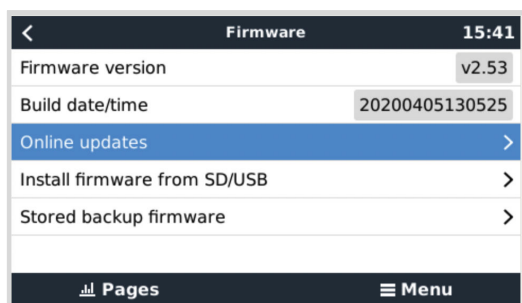 Firmware 15:41
Firmware version v2.53
Build date/time 20200405130525
Online updates
Install firmware from SD/USB
Stored backup firmware
Pages Menu